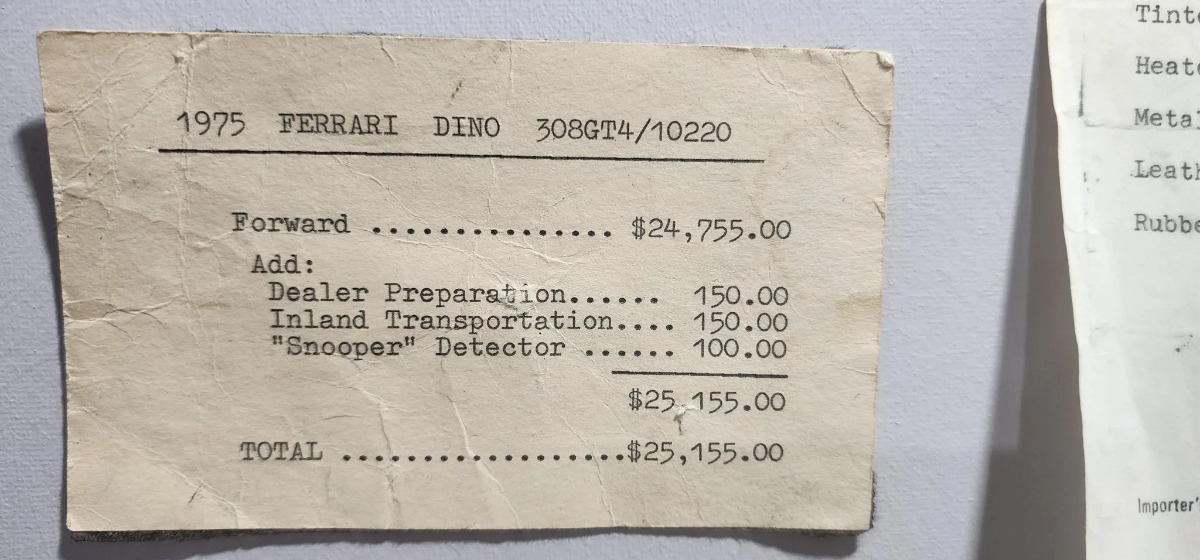 1975 FERRARI DINO 308GT4/10220
Forward ............... $24,755.00
Add:
Dealer Preparation...... 150.00
Inland Transportation.... 150.00
"Snooper" Detector ...... 100.00
$25,155.00
TOTAL ..................$25,155.00